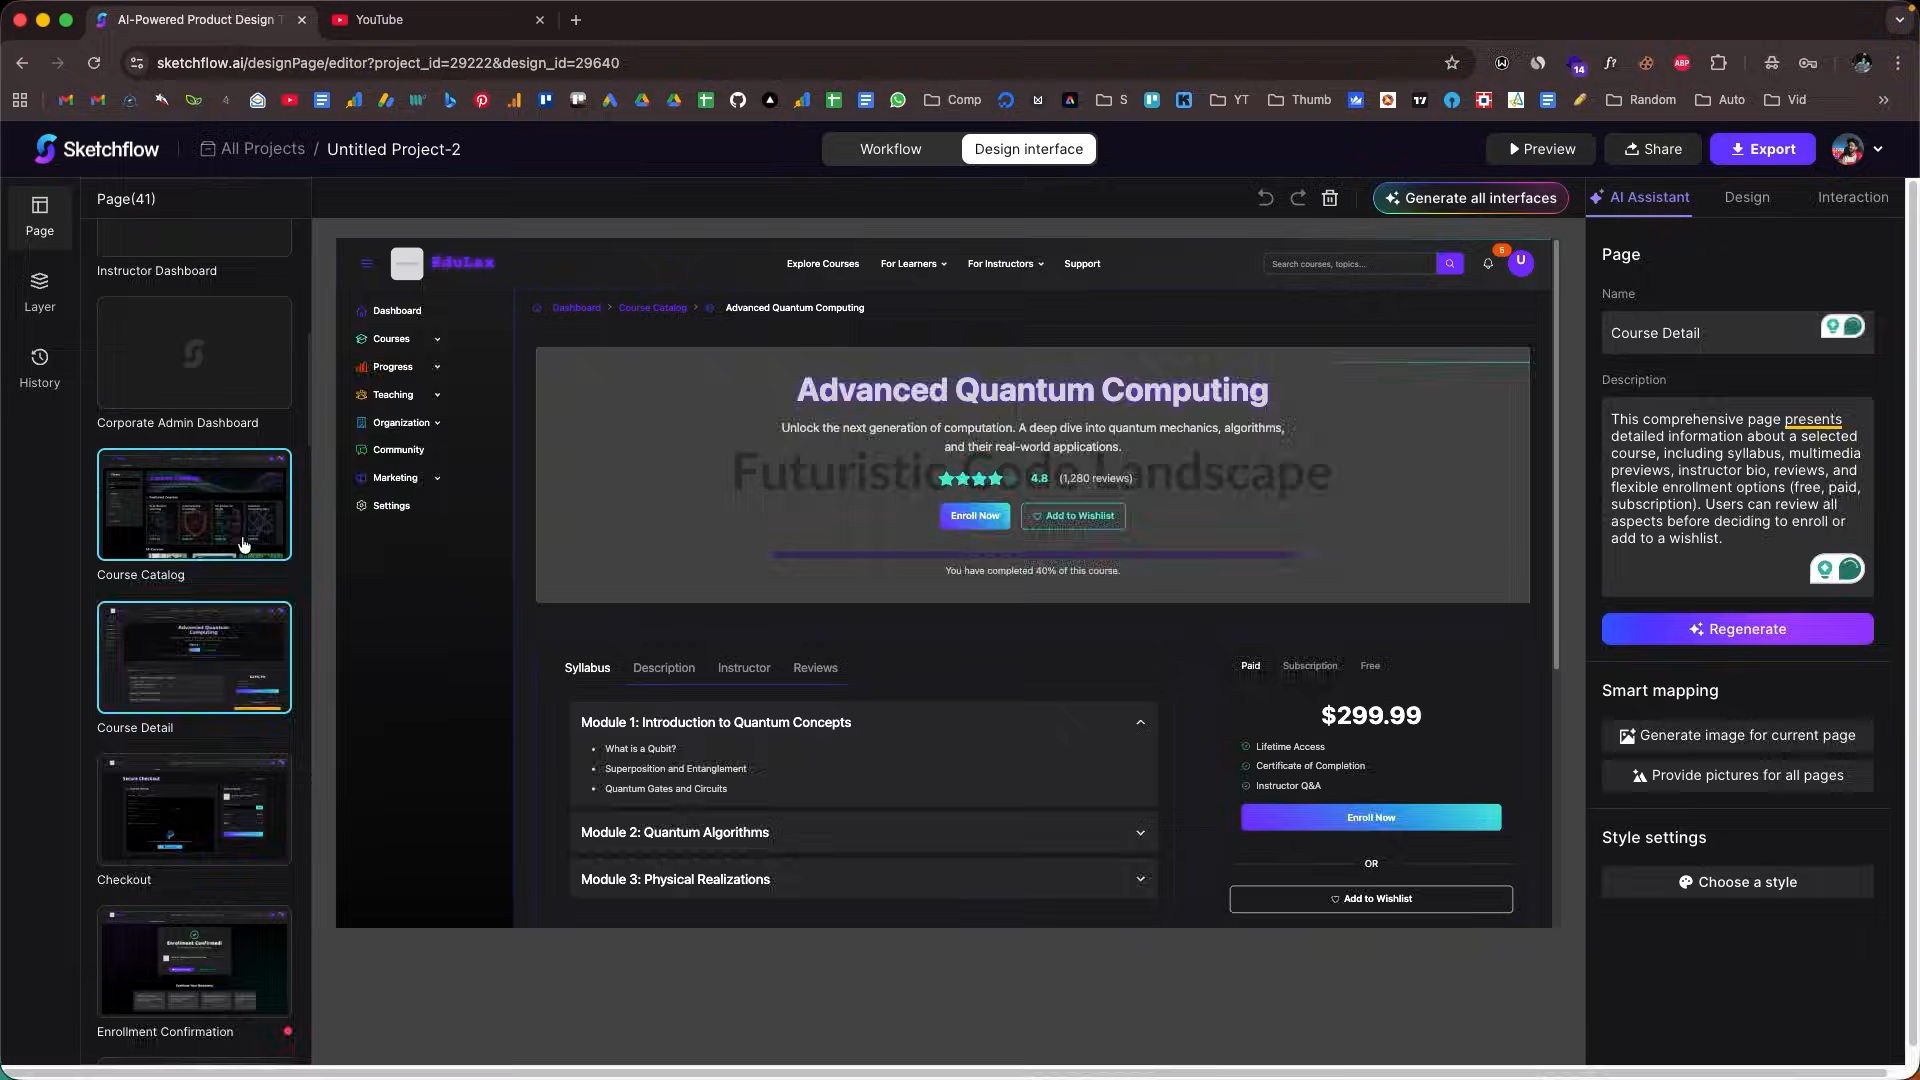 AI-Powered Product Design T
YouTube
sketchflow.ai/designPage/editor?project_id=29222&design_id=29640
14
ABP
Comp
S
YT
Thumb
Random
Auto
Vid
Sketchflow
All Projects / Untitled Project-2
Workflow
Design interface
Preview
Share
Export
Page
Layer
History
Page(41)
Instructor Dashboard
Corporate Admin Dashboard
Course Catalog
Course Detail
Checkout
Enrollment Confirmation
Generate all interfaces
EduLax
Explore Courses
For Learners
For Instructors
Support
Search courses, topics...
6
U
Dashboard
Courses
Progress
Teaching
Organization
Community
Marketing
Settings
Dashboard > Course Catalog > Advanced Quantum Computing
Advanced Quantum Computing
Unlock the next generation of computation. A deep dive into quantum mechanics, algorithms,
and their real-world applications.
Futuristic Code Landscape
4.8 (1,280 reviews)
Enroll Now
Add to Wishlist
You have completed 40% of this course.
Syllabus
Description
Instructor
Reviews
Module 1: Introduction to Quantum Concepts
What is a Qubit?
Superposition and Entanglement
Quantum Gates and Circuits
Module 2: Quantum Algorithms
Module 3: Physical Realizations
Paid
Subscription
Free
$299.99
Lifetime Access
Certificate of Completion
Instructor Q&A
Enroll Now
OR
Add to Wishlist
AI Assistant
Design
Interaction
Page
Name
Course Detail
Description
This comprehensive page presents
detailed information about a selected
course, including syllabus, multimedia
previews, instructor bio, reviews, and
flexible enrollment options (free, paid,
subscription). Users can review all
aspects before deciding to enroll or
add to a wishlist.
Regenerate
Smart mapping
Generate image for current page
Provide pictures for all pages
Style settings
Choose a style